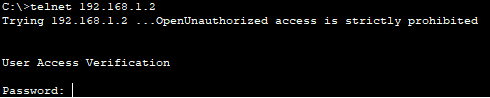 C:\>telnet 192.168.1.2
Trying 192.168.1.2 ...OpenUnauthorized access is strictly prohibited
User Access Verification
Password: